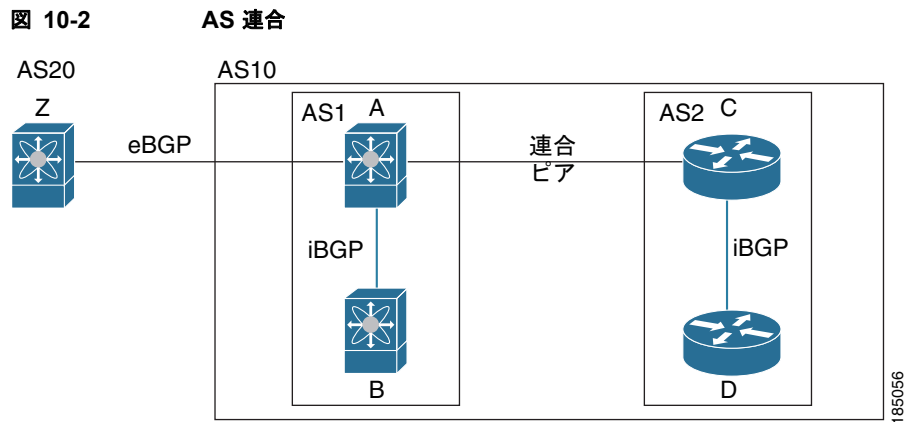 図 10-2 AS 連合
AS20
AS10
Z
AS1 A
AS2 C
eBGP
連合
ピア
iBGP
iBGP
B
D
185056